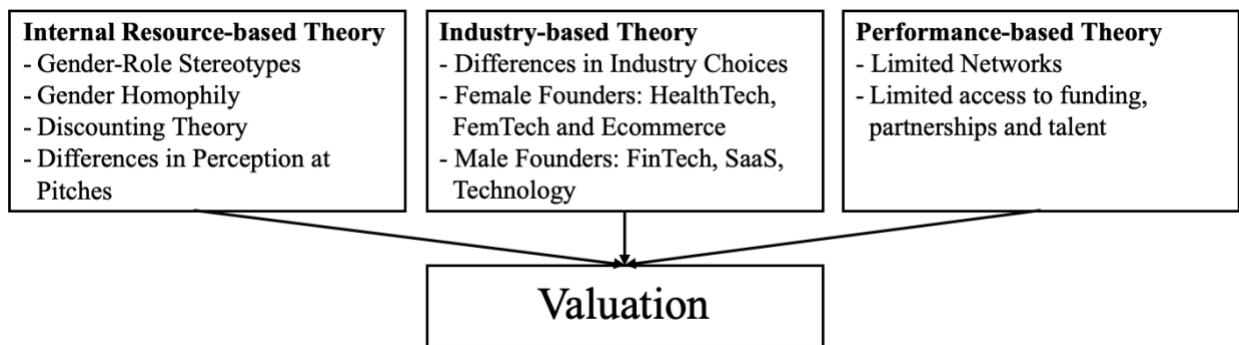 Internal Resource-based Theory
- Gender-Role Stereotypes
- Gender Homophily
- Discounting Theory
- Differences in Perception at
Pitches
Industry-based Theory
- Differences in Industry Choices
- Female Founders: HealthTech,
FemTech and Ecommerce
- Male Founders: FinTech, SaaS,
Technology
Performance-based Theory
- Limited Networks
- Limited access to funding,
partnerships and talent
Valuation